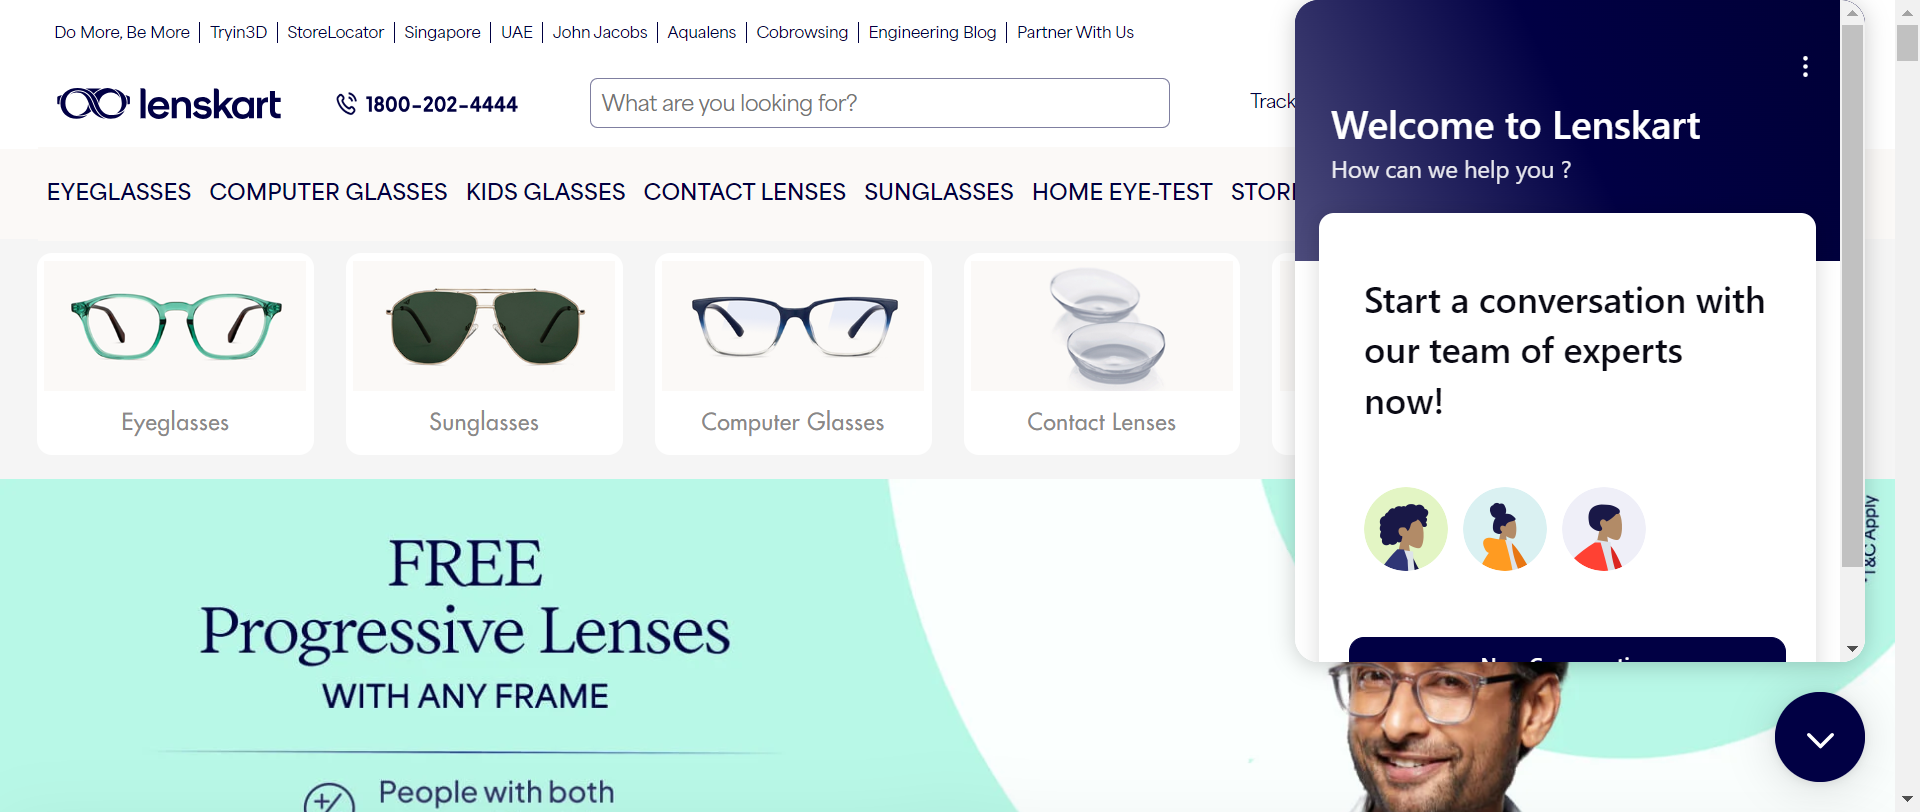 Do More, Be More Tryin3D StoreLocator Singapore UAE John Jacobs Aqualens Cobrowsing Engineering Blog Partner With Us
lenskart 1800-202-4444 What are you looking for? Track
EYEGLASSES COMPUTER GLASSES KIDS GLASSES CONTACT LENSES SUNGLASSES HOME EYE-TEST
Eyeglasses Sunglasses Computer Glasses Contact Lenses
FREE
Progressive Lenses
WITH ANY FRAME
People with both
T&C Apply
Welcome to Lenskart
How can we help you ?
Start a conversation with
our team of experts
now!